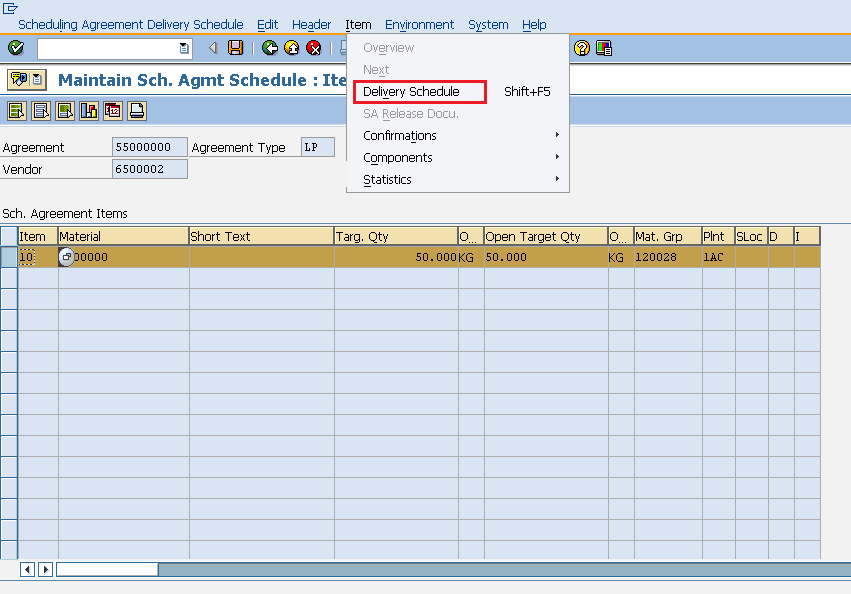 Scheduling Agreement Delivery Schedule Edit Header Item Environment System Help
Maintain Sch. Agmt Schedule : Ite
Overview
Next
Delivery Schedule Shift+F5
SA Release Docu.
Confirmations
Components
Statistics
Agreement 55000000 Agreement Type LP
Vendor 6500002
Sch. Agreement Items
Item Material Short Text Targ. Qty O... Open Target Qty O... Mat. Grp Plnt SLoc D I
10 00000 50.000 KG 50.000 KG 120028 1AC